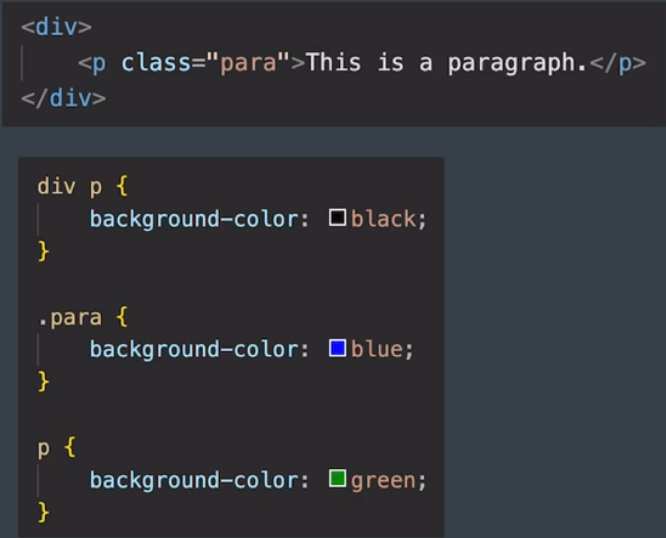 <div>
    <p class="para">This is a paragraph.</p>
</div>
div p {
    background-color: black;
}
.para {
    background-color: blue;
}
p {
    background-color: green;
}